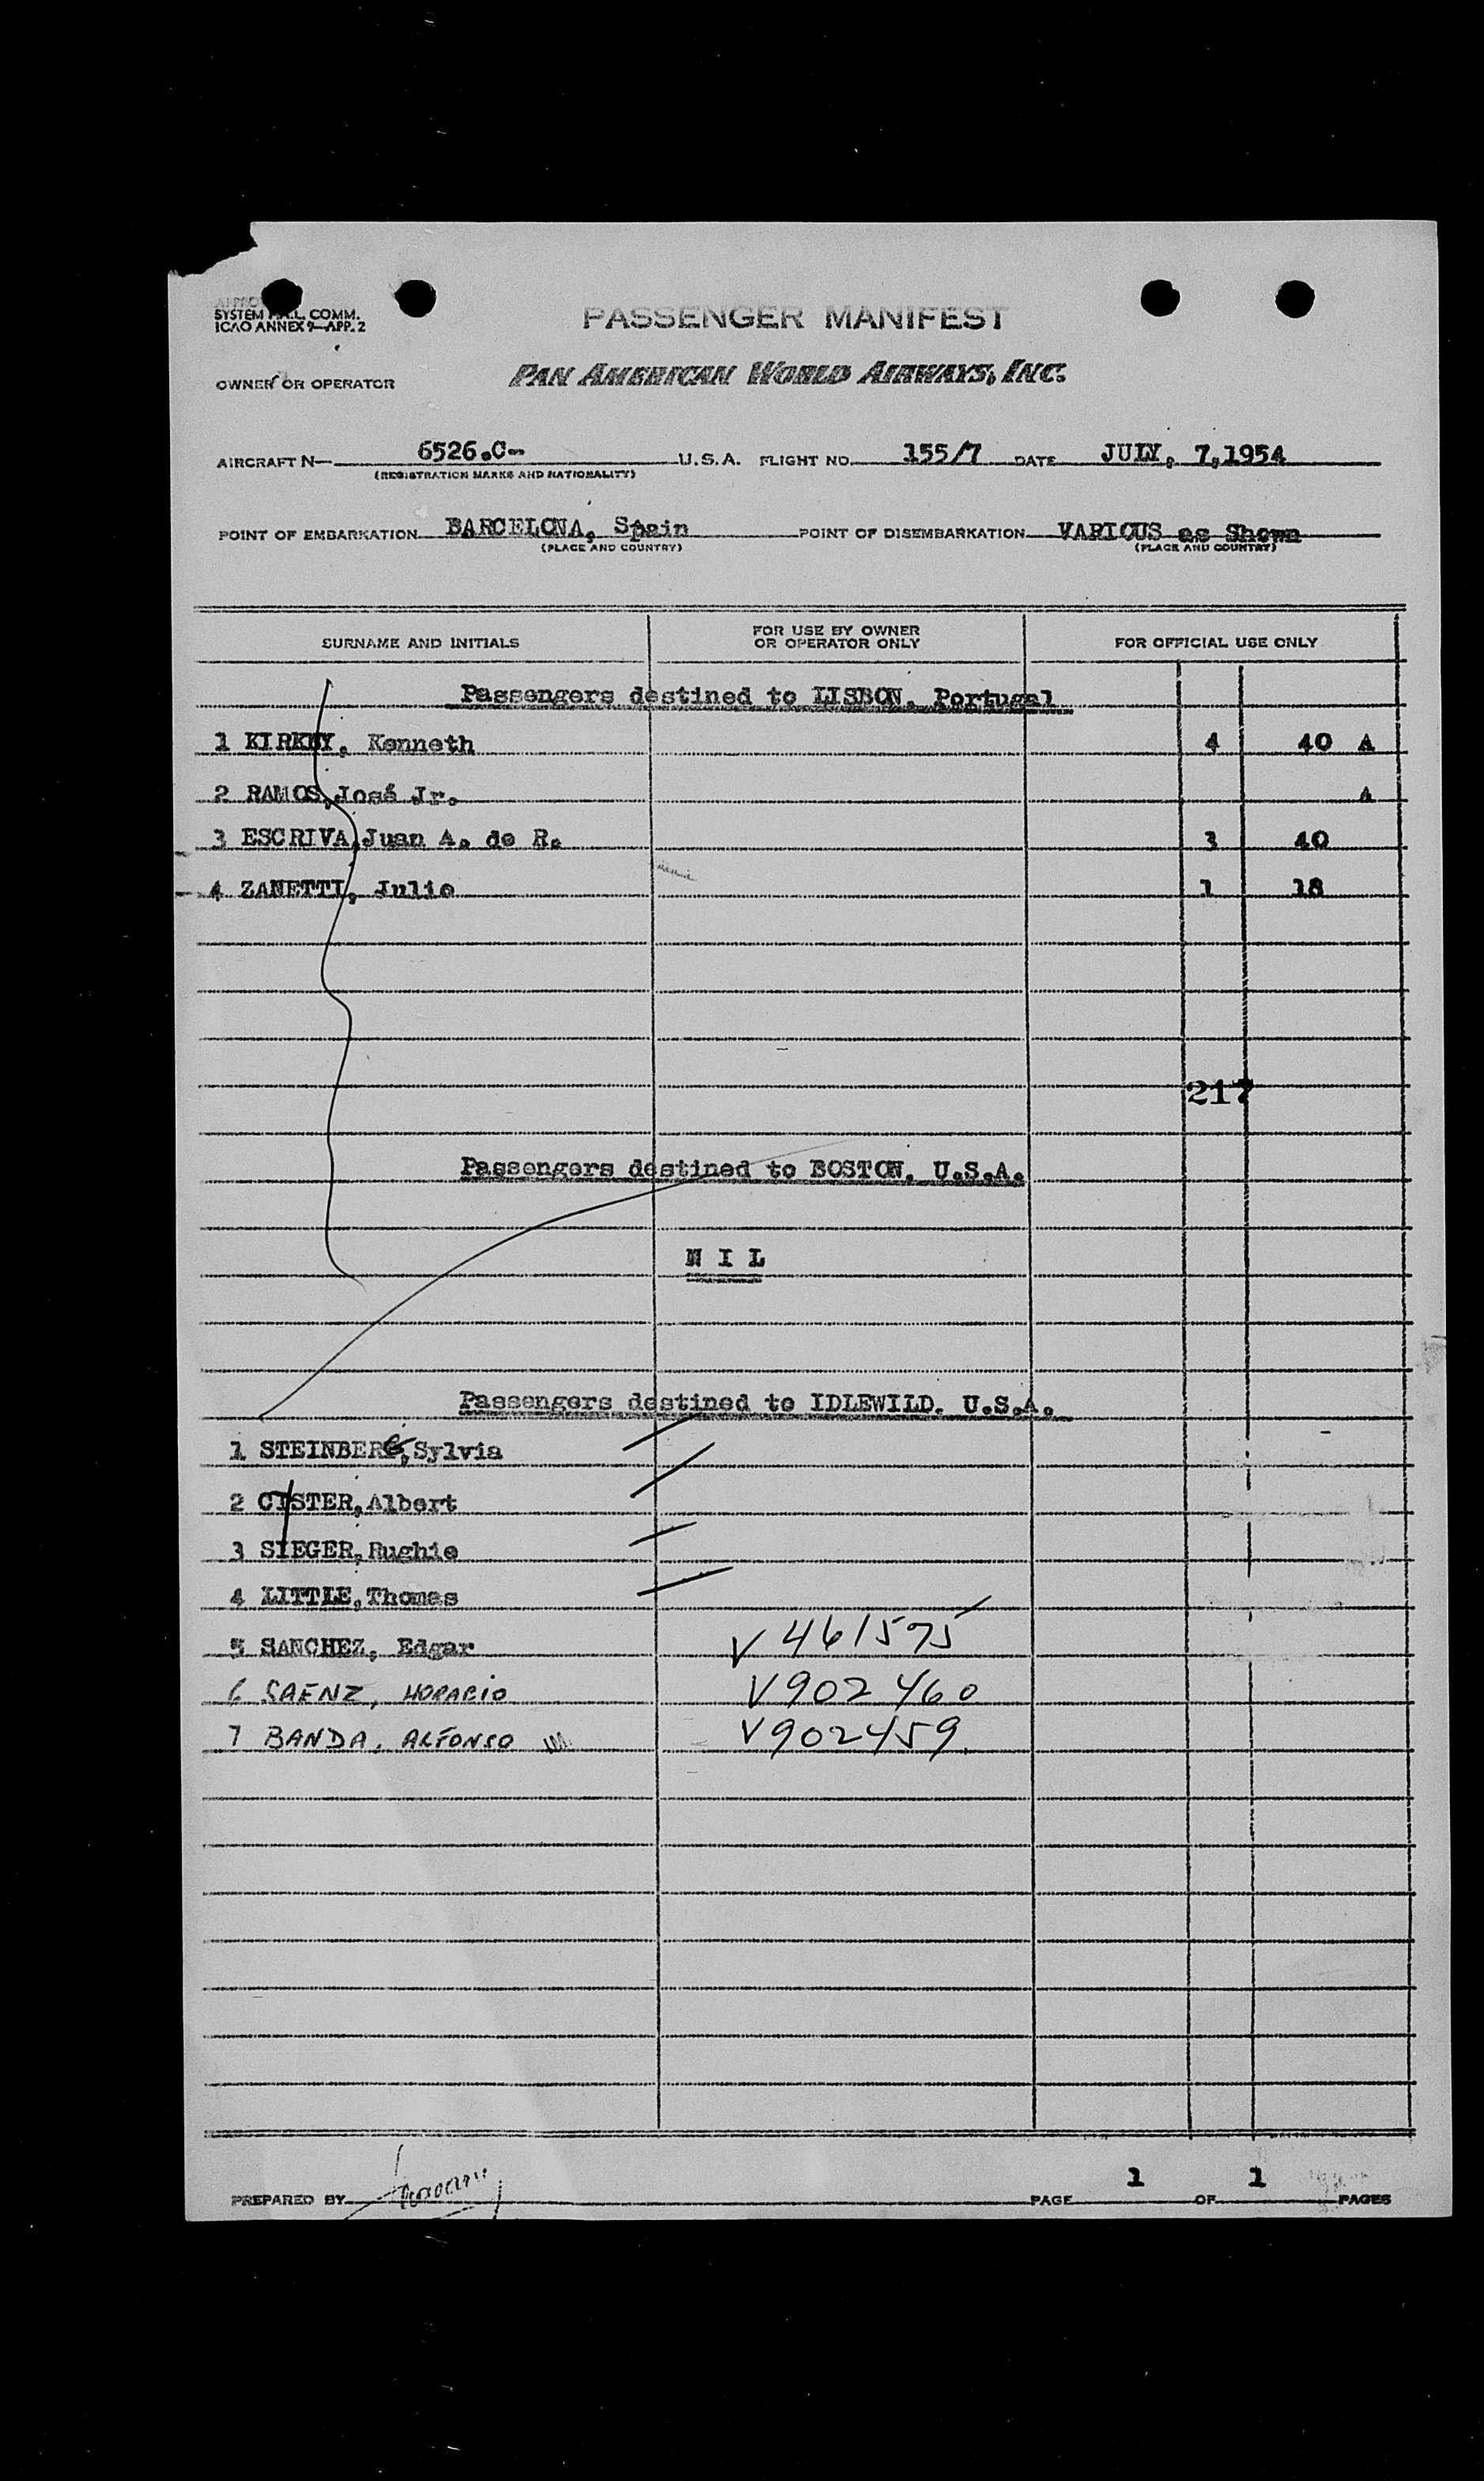 SYSTEM COMM.
ICAO ANNEX 9—APP. 2
PASSENGER MANIFEST
OWNER OR OPERATOR PAN AMERICAN WORLD AIRWAYS, INC.
AIRCRAFT N— 6526.C- U.S.A. FLIGHT NO. 155/7 DATE JULY, 7,1954
(REGISTRATION MARKS AND NATIONALITY)
POINT OF EMBARKATION BARCELONA, Spain POINT OF DISEMBARKATION VARIOUS as Shown
(PLACE AND COUNTRY) (PLACE AND COUNTRY)
SURNAME AND INITIALS FOR USE BY OWNER OR OPERATOR ONLY FOR OFFICIAL USE ONLY
Passengers destined to LISBON. Portugal
1 KIRKBY, Kenneth 4 40 A
2 RAMOS,José Jr. A
3 ESCRIVA,Juan A. de R. 3 40
4 ZANETTI, Julio 1 18
217
Passengers destined to BOSTON. U.S.A.
N I L
Passengers destined to IDLEWILD. U.S.A.
1 STEINBERG,Sylvia
2 CISTER,Albert
3 SIEGER,Rughie
4 LITTLE,Thomas
5 SANCHEZ, Edgar V 461575
6 SAENZ, HORACIO V902460
7 BANDA, ALFONSO V902459
PREPARED BY PAGE 1 OF 1 PAGES